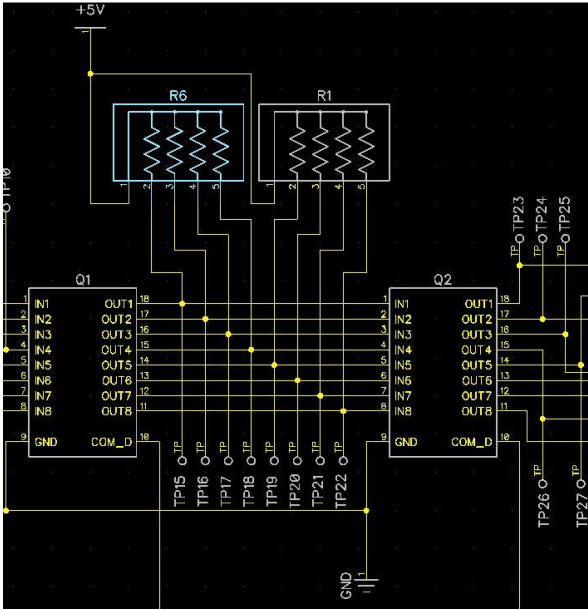 +5V
1
R6
R1
1 2 3 4 5
1 2 3 4 5
TP10
TP TP23
TP TP24
TP TP25
Q1
Q2
1 IN1 OUT1 18
2 IN2 OUT2 17
3 IN3 OUT3 16
4 IN4 OUT4 15
5 IN5 OUT5 14
6 IN6 OUT6 13
7 IN7 OUT7 12
8 IN8 OUT8 11
9 GND COM_D 10
1 IN1 OUT1 18
2 IN2 OUT2 17
3 IN3 OUT3 16
4 IN4 OUT4 15
5 IN5 OUT5 14
6 IN6 OUT6 13
7 IN7 OUT7 12
8 IN8 OUT8 11
9 GND COM_D 10
TP TP15
TP TP16
TP TP17
TP TP18
TP TP19
TP TP20
TP TP21
TP TP22
TP TP26
TP TP27
GND 1